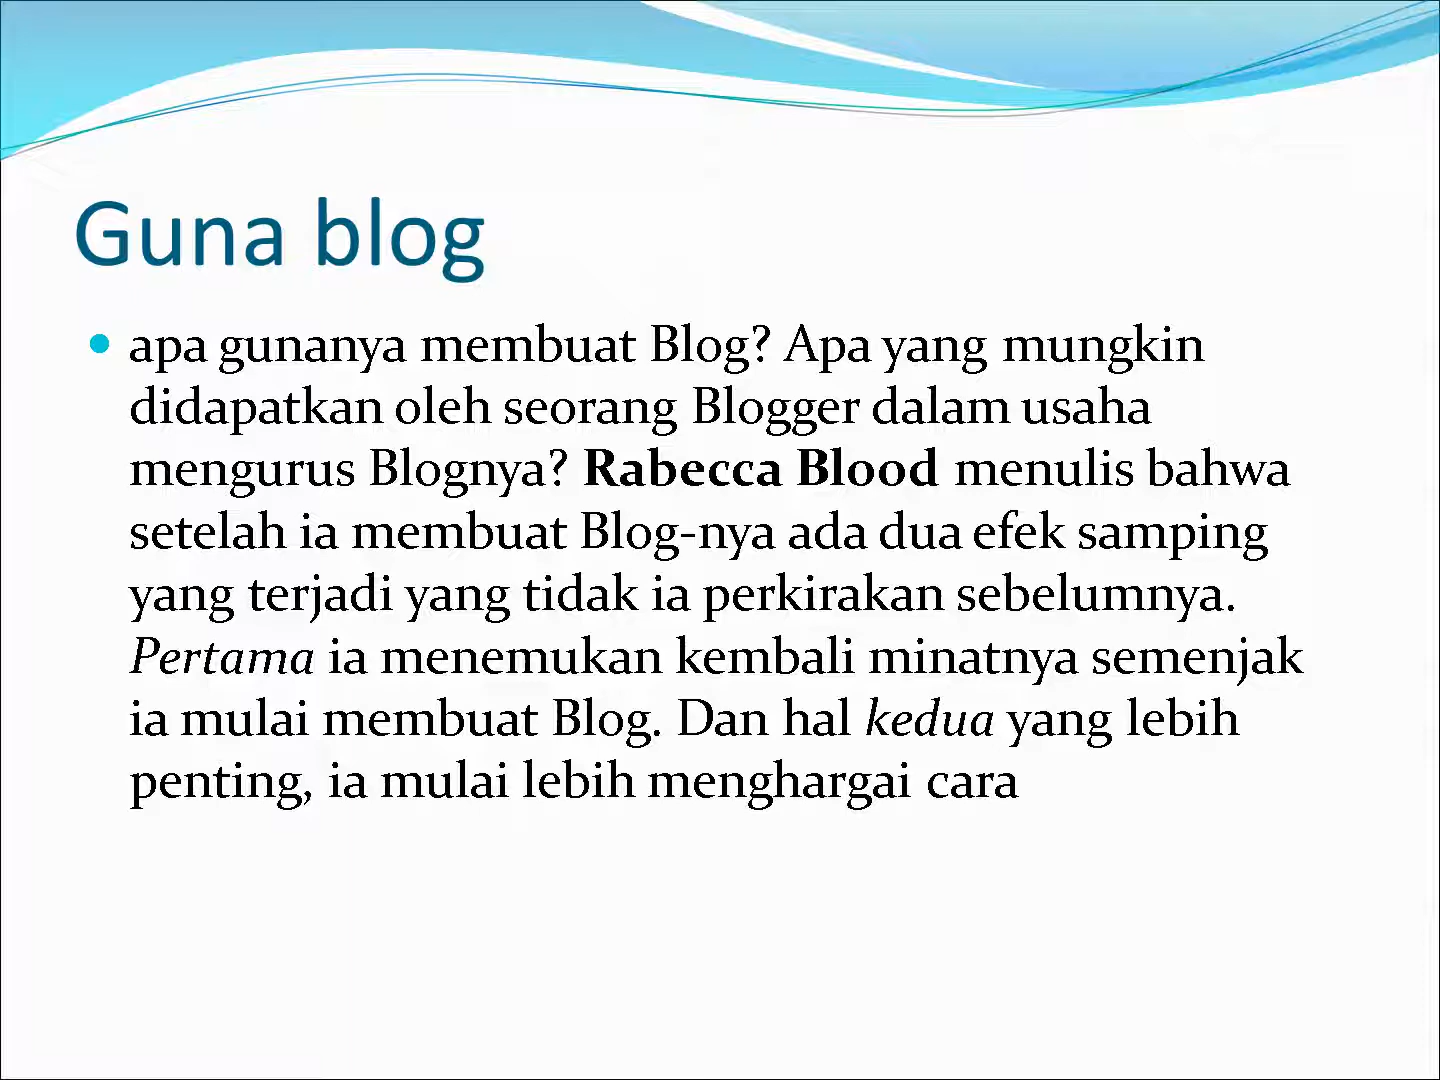 Guna blog
apa gunanya membuat Blog? Apa yang mungkin
didapatkan oleh seorang Blogger dalam usaha
mengurus Blognya? Rabecca Blood menulis bahwa
setelah ia membuat Blog-nya ada dua efek samping
yang terjadi yang tidak ia perkirakan sebelumnya.
Pertama ia menemukan kembali minatnya semenjak
ia mulai membuat Blog. Dan hal kedua yang lebih
penting, ia mulai lebih menghargai cara